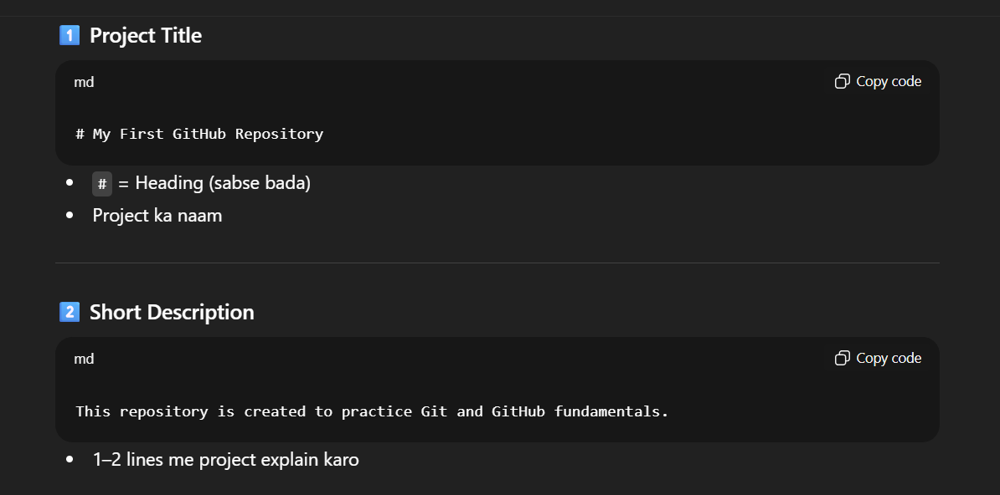 1 Project Title
md
Copy code
# My First GitHub Repository
# = Heading (sabse bada)
Project ka naam
2 Short Description
md
Copy code
This repository is created to practice Git and GitHub fundamentals.
1–2 lines me project explain karo